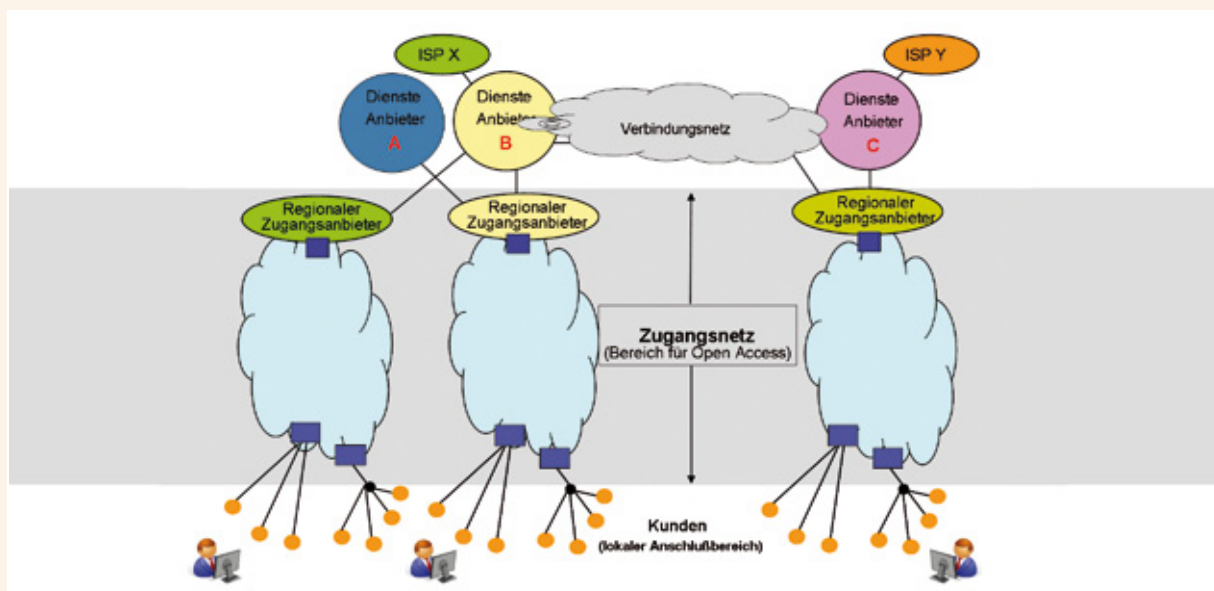 ISP X
ISP Y
Dienste
Anbieter
A
Dienste
Anbieter
B
Verbindungsnetz
Dienste
Anbieter
C
Regionaler
Zugangsanbieter
Regionaler
Zugangsanbieter
Regionaler
Zugangsanbieter
Zugangsnetz
(Bereich für Open Access)
Kunden
(lokaler Anschlußbereich)